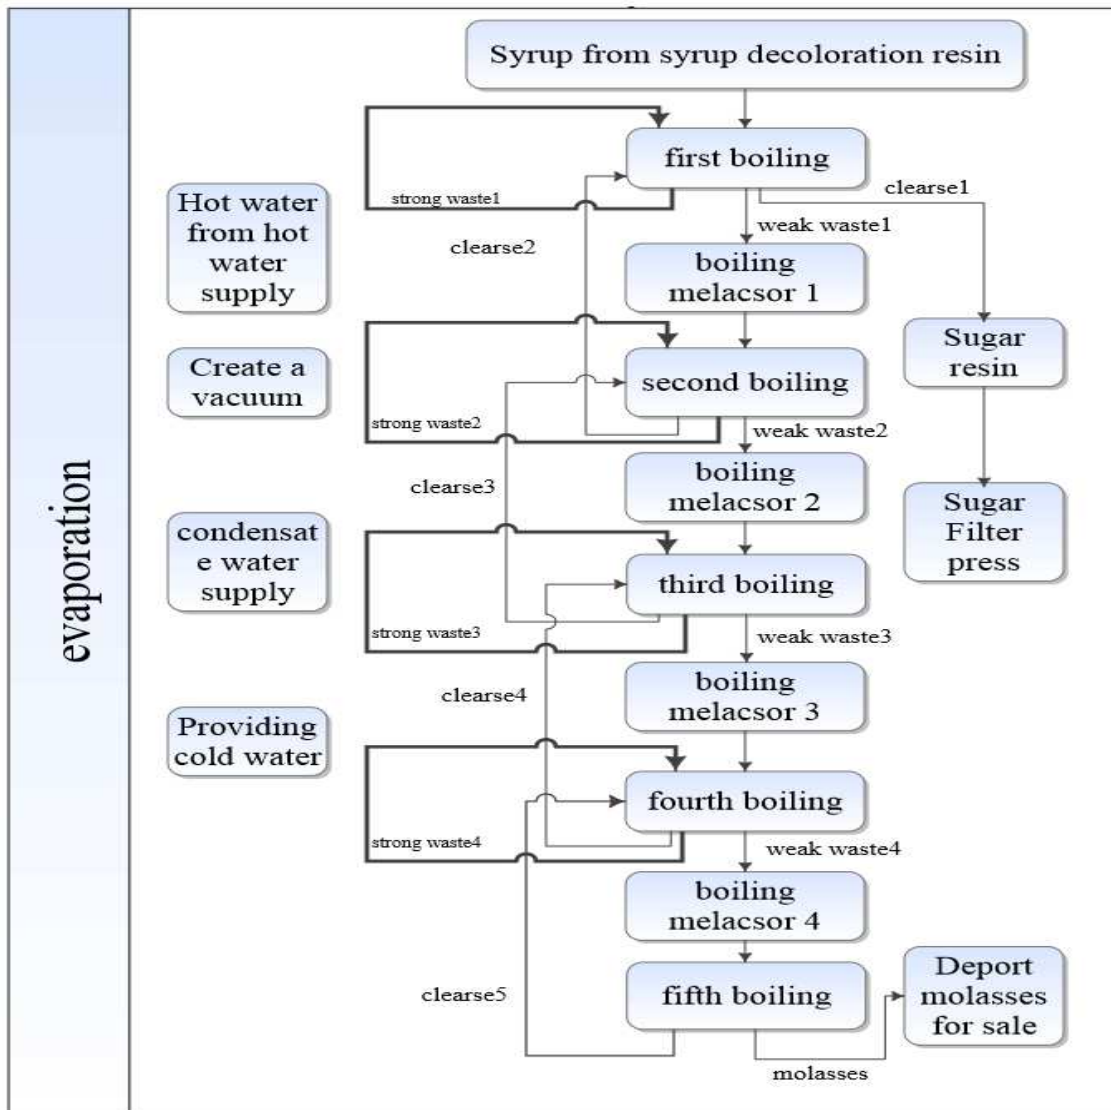 evaporation
Syrup from syrup decoloration resin
first boiling
strong waste1
clearse1
weak waste1
clearse2
Hot water
from hot
water
supply
boiling
melacsor 1
Create a
vacuum
second boiling
Sugar
resin
strong waste2
weak waste2
clearse3
boiling
melacsor 2
Sugar
Filter
press
condensat
e water
supply
third boiling
strong waste3
weak waste3
clearse4
boiling
melacsor 3
Providing
cold water
fourth boiling
strong waste4
weak waste4
boiling
melacsor 4
clearse5
fifth boiling
Deport
molasses
for sale
molasses